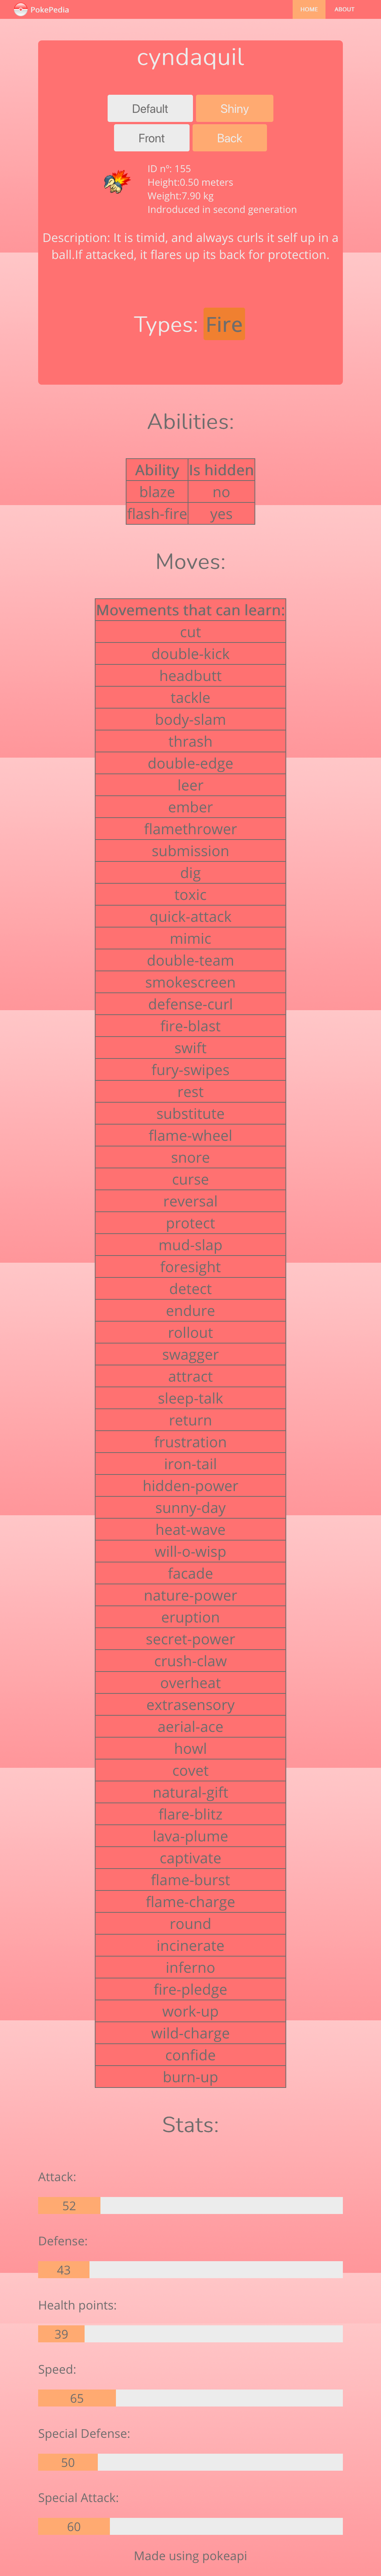 PokePedia HOME ABOUT
cyndaquil
Default Shiny
Front Back
ID nº: 155
Height:0.50 meters
Weight:7.90 kg
Indroduced in second generation
Description: It is timid, and always curls it self up in a
ball.If attacked, it flares up its back for protection.
Types: Fire
Abilities:
Ability Is hidden
blaze no
flash-fire yes
Moves:
Movements that can learn:
cut
double-kick
headbutt
tackle
body-slam
thrash
double-edge
leer
ember
flamethrower
submission
dig
toxic
quick-attack
mimic
double-team
smokescreen
defense-curl
fire-blast
swift
fury-swipes
rest
substitute
flame-wheel
snore
curse
reversal
protect
mud-slap
foresight
detect
endure
rollout
swagger
attract
sleep-talk
return
frustration
iron-tail
hidden-power
sunny-day
heat-wave
will-o-wisp
facade
nature-power
eruption
secret-power
crush-claw
overheat
extrasensory
aerial-ace
howl
covet
natural-gift
flare-blitz
lava-plume
captivate
flame-burst
flame-charge
round
incinerate
inferno
fire-pledge
work-up
wild-charge
confide
burn-up
Stats:
Attack:
52
Defense:
43
Health points:
39
Speed:
65
Special Defense:
50
Special Attack:
60
Made using pokeapi